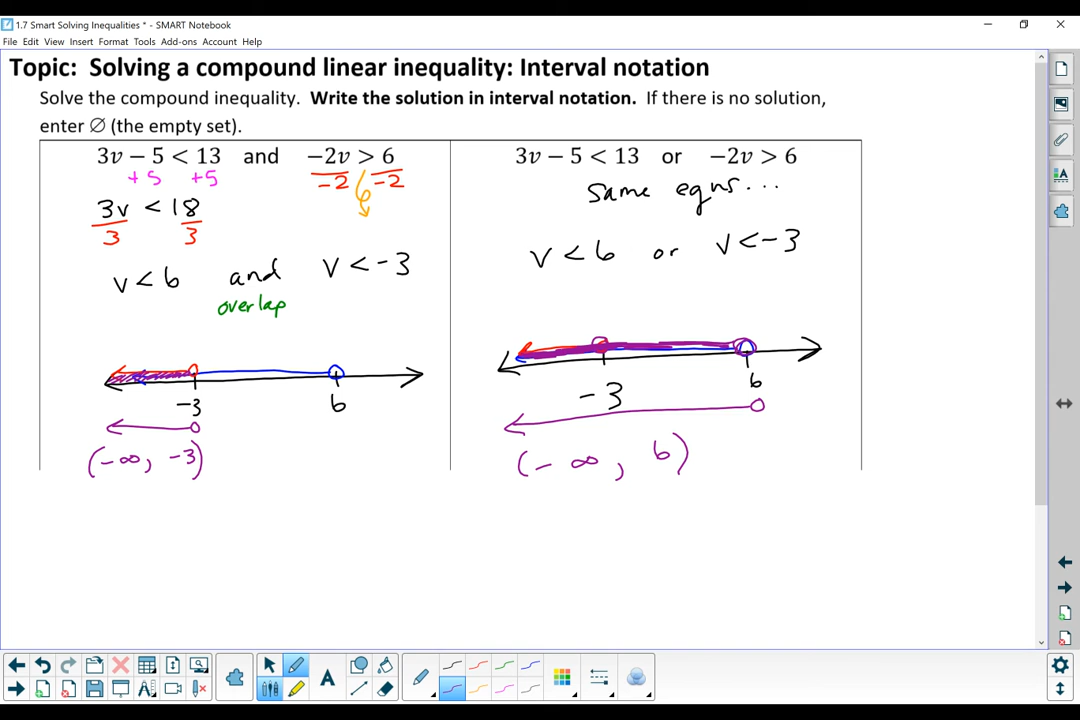 1.7 Smart Solving Inequalities * - SMART Notebook
File Edit View Insert Format Tools Add-ons Account Help
Topic: Solving a compound linear inequality: Interval notation
Solve the compound inequality. Write the solution in interval notation. If there is no solution,
enter ∅ (the empty set).
3v − 5 < 13 and −2v > 6
+5 +5 −2 −2
3v < 18
3 3
v < 6 and v < −3
overlap
−3 6
(−∞, −3)
3v − 5 < 13 or −2v > 6
same eqns...
v < 6 or v < −3
−3 6
(−∞, 6)